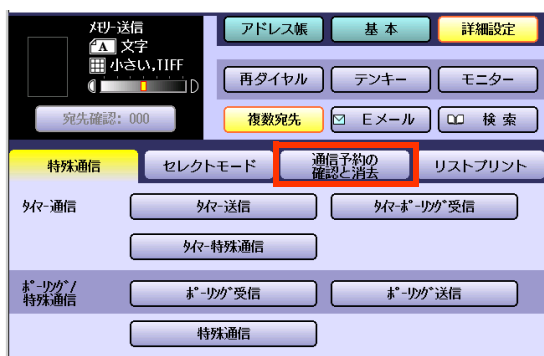 ﾒﾓﾘｰ送信
A 文字
小さい,TIFF
D
宛先確認: 000
アドレス帳 基 本 詳細設定
再ダイヤル テンキー モニター
複数宛先 Eメール 検 索
特殊通信 セレクトモード 通信予約の
確認と消去 リストプリント
ﾀｲﾏｰ通信 ﾀｲﾏｰ送信 ﾀｲﾏｰﾎﾟｰﾘﾝｸﾞ受信
ﾀｲﾏｰ特殊通信
ﾎﾟｰﾘﾝｸﾞ/
特殊通信 ﾎﾟｰﾘﾝｸﾞ受信 ﾎﾟｰﾘﾝｸﾞ送信
特殊通信